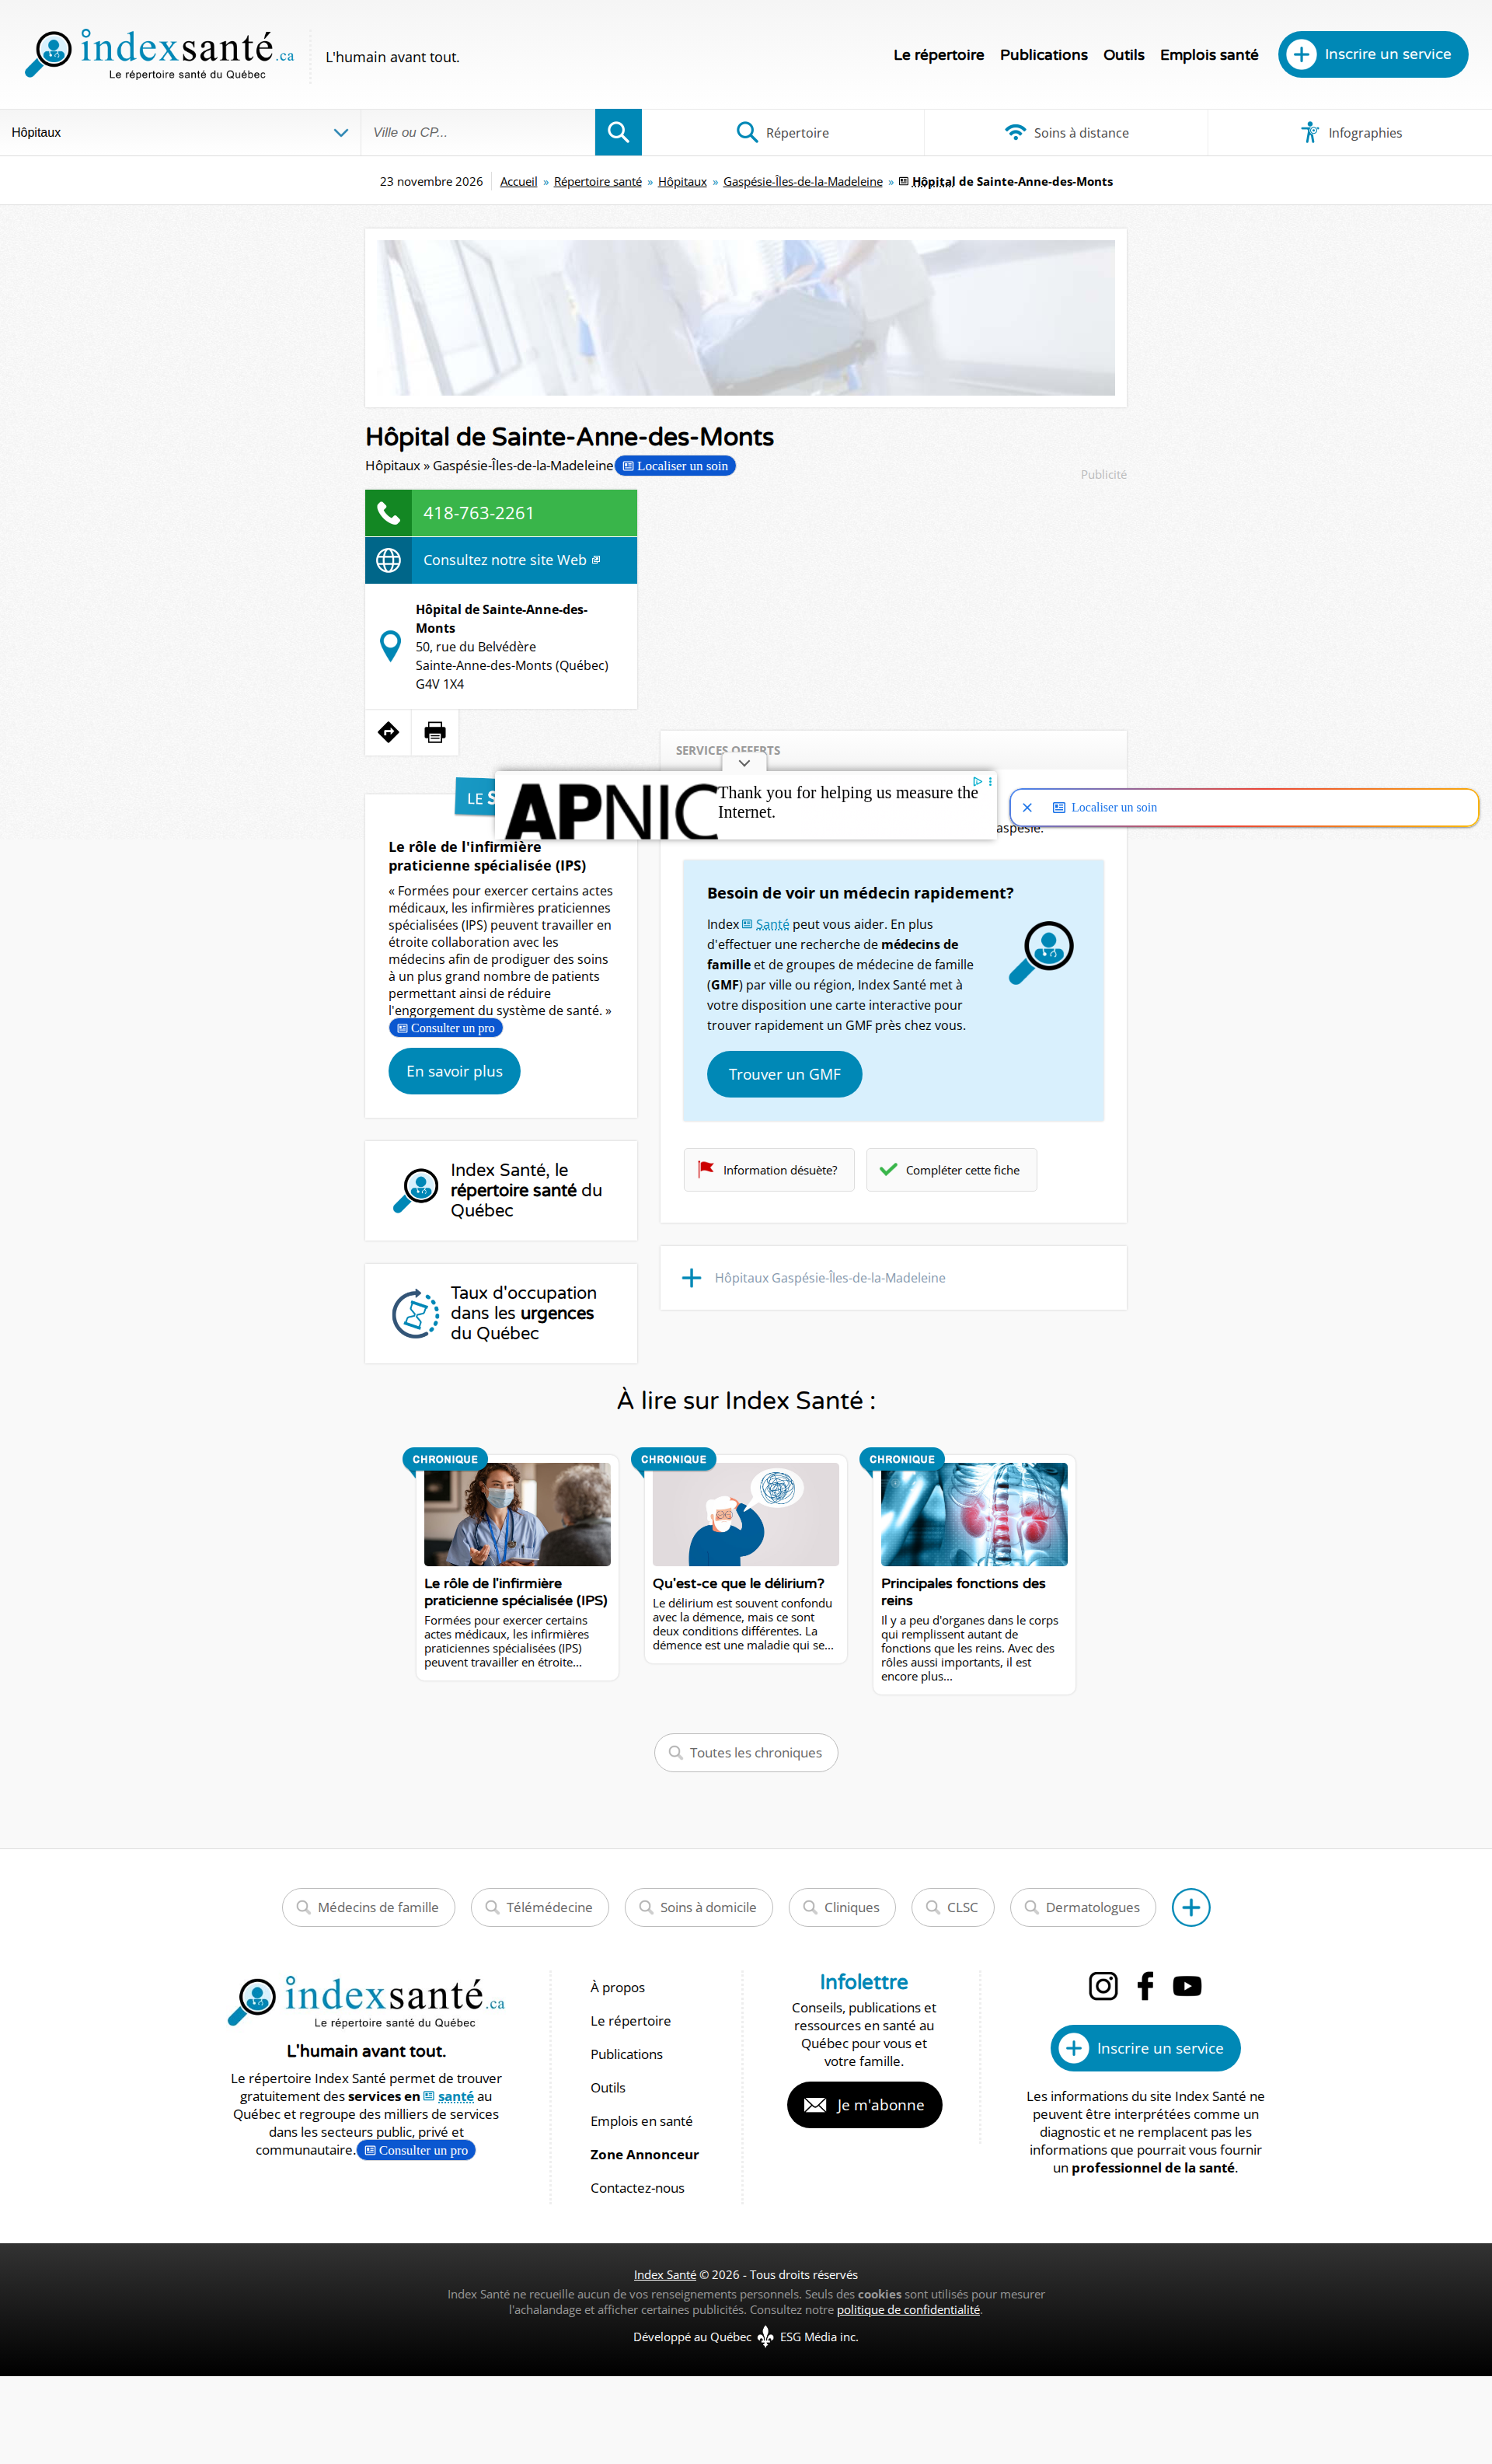 indexsanté.ca
Le répertoire santé du Québec
L'humain avant tout.
Le répertoire
Publications
Outils
Emplois santé
Inscrire un service
Hôpitaux
Ville ou CP...
Répertoire
Soins à distance
Infographies
23 novembre 2026
Accueil » Répertoire santé » Hôpitaux » Gaspésie-Îles-de-la-Madeleine » Hôpital de Sainte-Anne-des-Monts
Hôpital de Sainte-Anne-des-Monts
Hôpitaux » Gaspésie-Îles-de-la-Madeleine Localiser un soin
Publicité
418-763-2261
Consultez notre site Web
Hôpital de Sainte-Anne-des-
Monts
50, rue du Belvédère
Sainte-Anne-des-Monts (Québec)
G4V 1X4
SERVICES OFFERTS
LE
APNIC
Thank you for helping us measure the
Internet.
Localiser un soin
Le rôle de l'infirmière
praticienne spécialisée (IPS)
« Formées pour exercer certains actes
médicaux, les infirmières praticiennes
spécialisées (IPS) peuvent travailler en
étroite collaboration avec les
médecins afin de prodiguer des soins
à un plus grand nombre de patients
permettant ainsi de réduire
l'engorgement du système de santé. »
Consulter un pro
En savoir plus
Besoin de voir un médecin rapidement?
Index Santé peut vous aider. En plus
d'effectuer une recherche de médecins de
famille et de groupes de médecine de famille
(GMF) par ville ou région, Index Santé met à
votre disposition une carte interactive pour
trouver rapidement un GMF près chez vous.
Trouver un GMF
Information désuète?
Compléter cette fiche
Index Santé, le
répertoire santé du
Québec
Hôpitaux Gaspésie-Îles-de-la-Madeleine
Taux d'occupation
dans les urgences
du Québec
À lire sur Index Santé :
CHRONIQUE
Le rôle de l'infirmière
praticienne spécialisée (IPS)
Formées pour exercer certains
actes médicaux, les infirmières
praticiennes spécialisées (IPS)
peuvent travailler en étroite...
CHRONIQUE
Qu'est-ce que le délirium?
Le délirium est souvent confondu
avec la démence, mais ce sont
deux conditions différentes. La
démence est une maladie qui se...
CHRONIQUE
Principales fonctions des
reins
Il y a peu d'organes dans le corps
qui remplissent autant de
fonctions que les reins. Avec des
rôles aussi importants, il est
encore plus...
Toutes les chroniques
Médecins de famille
Télémédecine
Soins à domicile
Cliniques
CLSC
Dermatologues
indexsanté.ca
Le répertoire santé du Québec
L'humain avant tout.
Le répertoire Index Santé permet de trouver
gratuitement des services en santé au
Québec et regroupe des milliers de services
dans les secteurs public, privé et
communautaire. Consulter un pro
À propos
Le répertoire
Publications
Outils
Emplois en santé
Zone Annonceur
Contactez-nous
Infolettre
Conseils, publications et
ressources en santé au
Québec pour vous et
votre famille.
Je m'abonne
Inscrire un service
Les informations du site Index Santé ne
peuvent être interprétées comme un
diagnostic et ne remplacent pas les
informations que pourrait vous fournir
un professionnel de la santé.
Index Santé © 2026 - Tous droits réservés
Index Santé ne recueille aucun de vos renseignements personnels. Seuls des cookies sont utilisés pour mesurer
l'achalandage et afficher certaines publicités. Consultez notre politique de confidentialité.
Développé au Québec ESG Média inc.